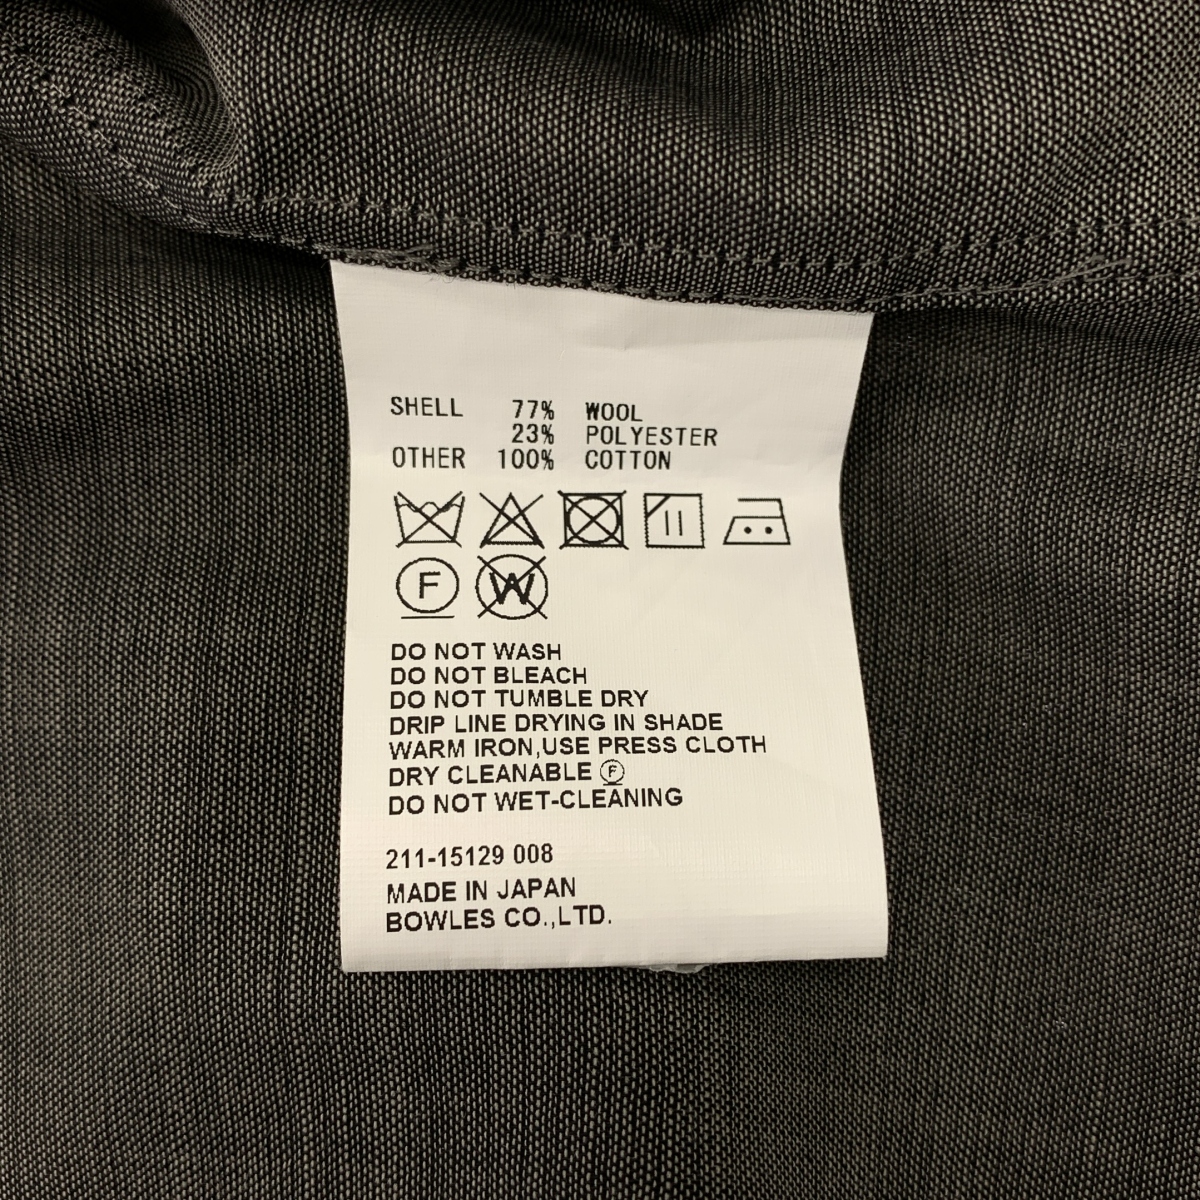 SHELL 77% WOOL
23% POLYESTER
OTHER 100% COTTON
F W
DO NOT WASH
DO NOT BLEACH
DO NOT TUMBLE DRY
DRIP LINE DRYING IN SHADE
WARM IRON,USE PRESS CLOTH
DRY CLEANABLE Ⓕ
DO NOT WET-CLEANING
211-15129 008
MADE IN JAPAN
BOWLES CO.,LTD.